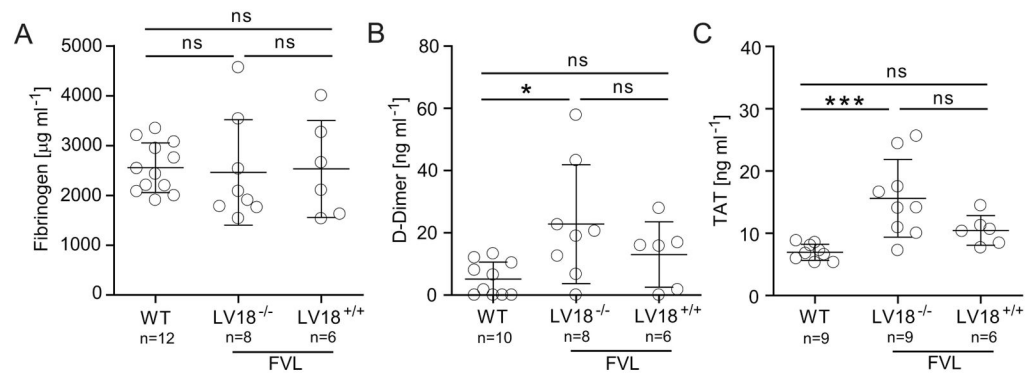 A
ns
ns
ns
Fibrinogen [µg ml-1]
5000
4000
3000
2000
1000
0
WT
LV18-/-
LV18+/+
n=12
n=8
n=6
FVL
B
ns
*
ns
D-Dimer [ng ml-1]
80
60
40
20
0
WT
LV18-/-
LV18+/+
n=10
n=8
n=6
FVL
C
ns
***
ns
TAT [ng ml-1]
40
30
20
10
0
WT
LV18-/-
LV18+/+
n=9
n=9
n=6
FVL